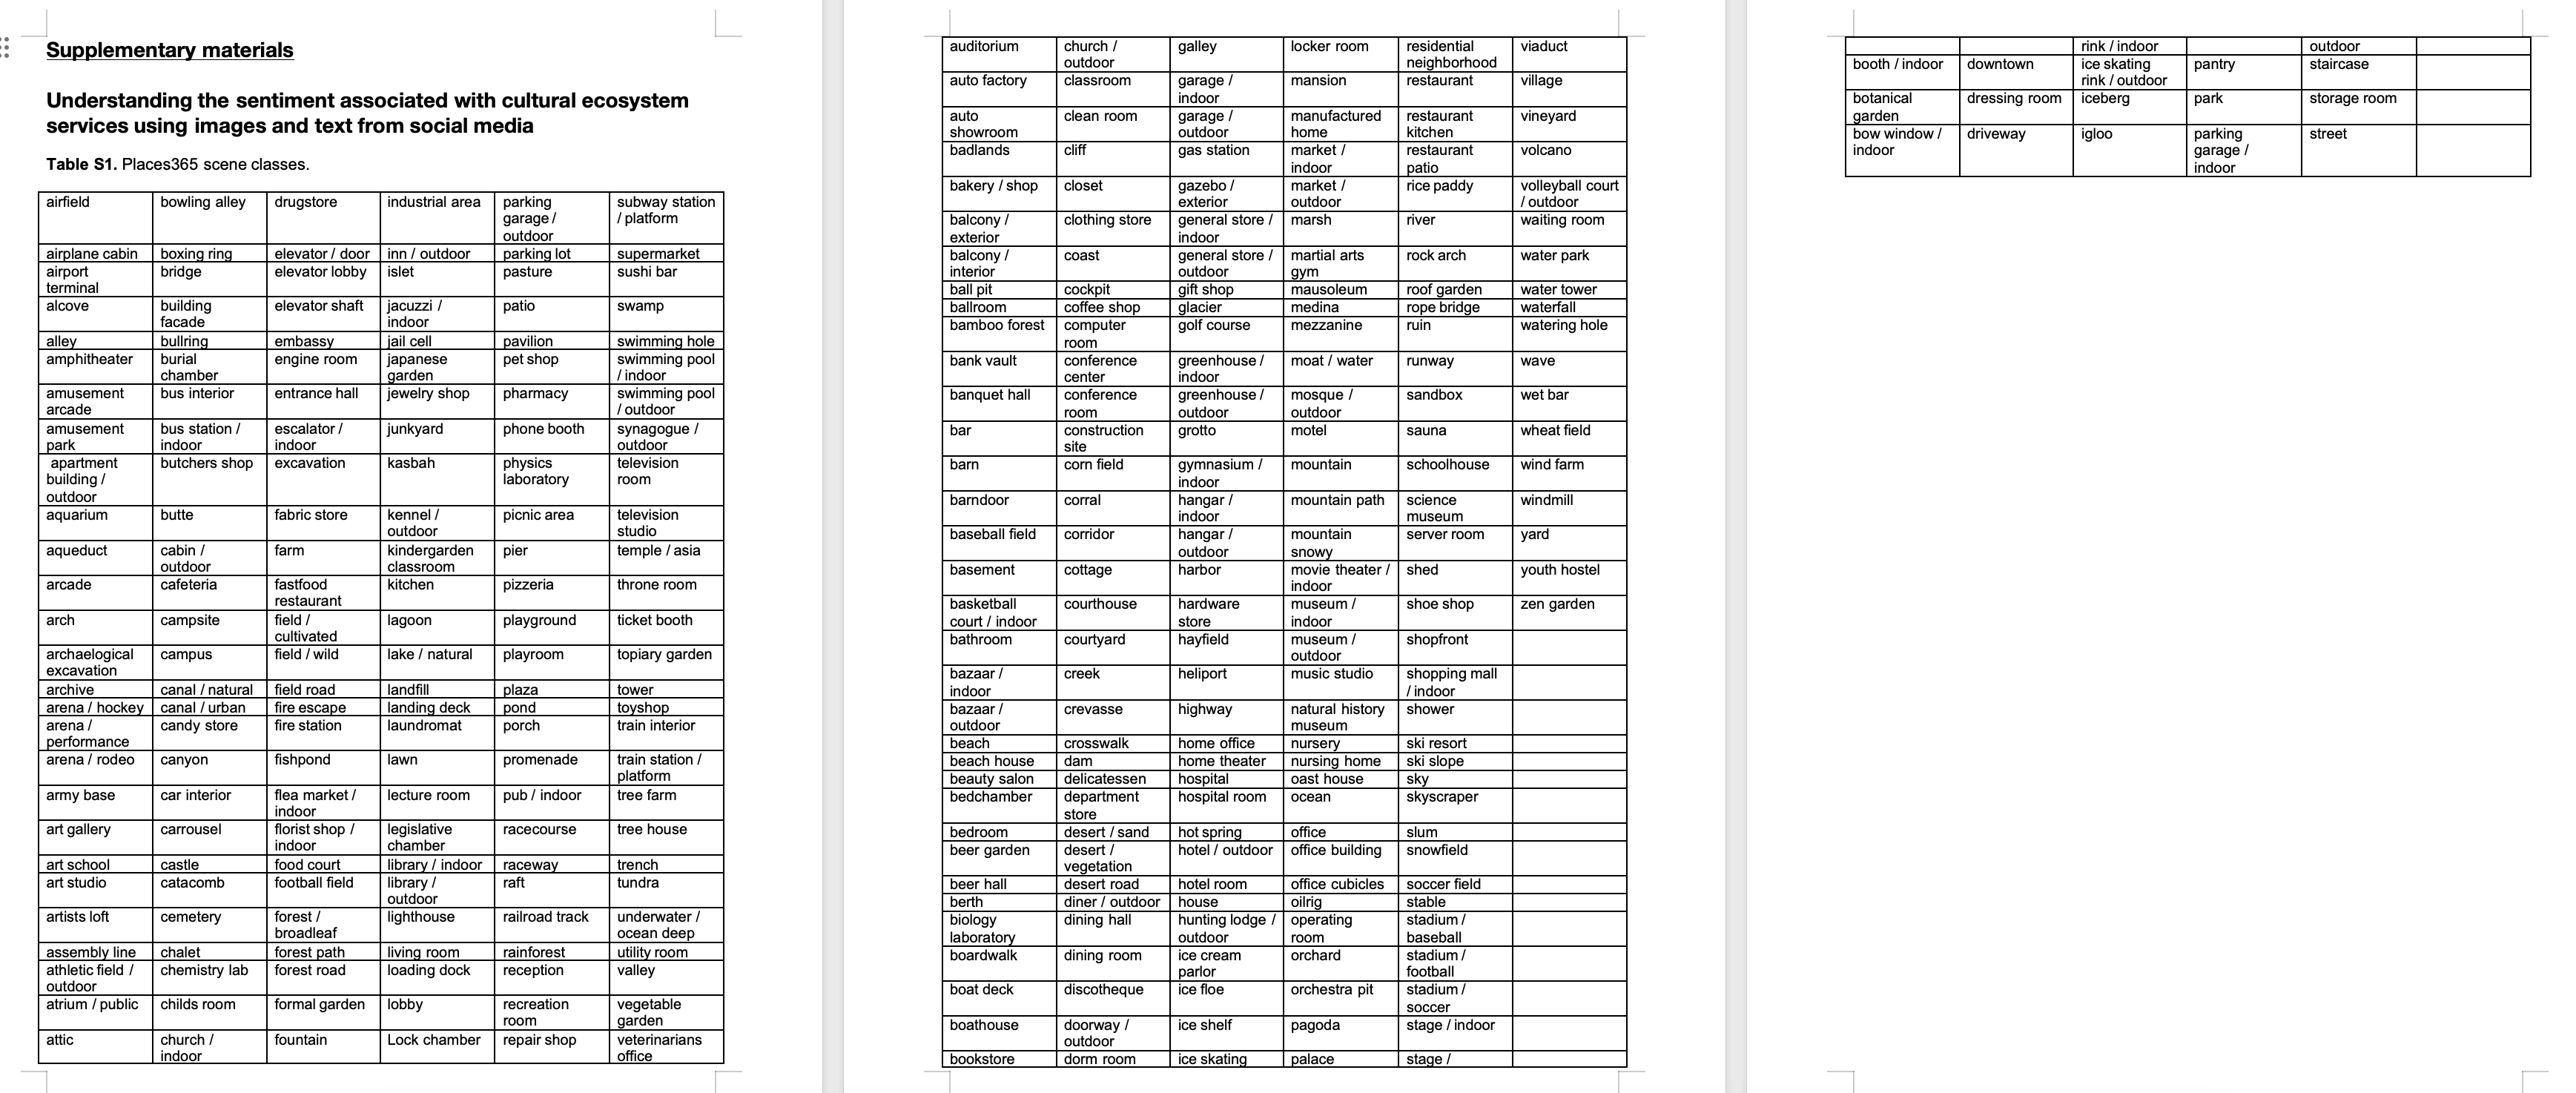 Supplementary materials
Understanding the sentiment associated with cultural ecosystem
services using images and text from social media
Table S1. Places365 scene classes.
airfield bowling alley drugstore industrial area parking garage / outdoor subway station / platform
airplane cabin boxing ring elevator / door inn / outdoor parking lot supermarket
airport terminal bridge elevator lobby islet pasture sushi bar
alcove building facade elevator shaft jacuzzi / indoor patio swamp
alley bullring embassy jail cell pavilion swimming hole
amphitheater burial chamber engine room japanese garden pet shop swimming pool / indoor
amusement arcade bus interior entrance hall jewelry shop pharmacy swimming pool / outdoor
amusement park bus station / indoor escalator / indoor junkyard phone booth synagogue / outdoor
apartment building / outdoor butchers shop excavation kasbah physics laboratory television room
aquarium butte fabric store kennel / outdoor picnic area television studio
aqueduct cabin / outdoor farm kindergarden classroom pier temple / asia
arcade cafeteria fastfood restaurant kitchen pizzeria throne room
arch campsite field / cultivated lagoon playground ticket booth
archaelogical excavation campus field / wild lake / natural playroom topiary garden
archive canal / natural field road landfill plaza tower
arena / hockey canal / urban fire escape landing deck pond toyshop
arena / performance candy store fire station laundromat porch train interior
arena / rodeo canyon fishpond lawn promenade train station / platform
army base car interior flea market / indoor lecture room pub / indoor tree farm
art gallery carrousel florist shop / indoor legislative chamber racecourse tree house
art school castle food court library / indoor raceway trench
art studio catacomb football field library / outdoor raft tundra
artists loft cemetery forest / broadleaf lighthouse railroad track underwater / ocean deep
assembly line chalet forest path living room rainforest utility room
athletic field / outdoor chemistry lab forest road loading dock reception valley
atrium / public childs room formal garden lobby recreation room vegetable garden
attic church / indoor fountain Lock chamber repair shop veterinarians office
auditorium church / outdoor galley locker room residential neighborhood viaduct
auto factory classroom garage / indoor mansion restaurant village
auto showroom clean room garage / outdoor manufactured home restaurant kitchen vineyard
badlands cliff gas station market / indoor restaurant patio volcano
bakery / shop closet gazebo / exterior market / outdoor rice paddy volleyball court / outdoor
balcony / exterior clothing store general store / indoor marsh river waiting room
balcony / interior coast general store / outdoor martial arts gym rock arch water park
ball pit cockpit gift shop mausoleum roof garden water tower
ballroom coffee shop glacier medina rope bridge waterfall
bamboo forest computer room golf course mezzanine ruin watering hole
bank vault conference center greenhouse / indoor moat / water runway wave
banquet hall conference room greenhouse / outdoor mosque / outdoor sandbox wet bar
bar construction site grotto motel sauna wheat field
barn corn field gymnasium / indoor mountain schoolhouse wind farm
barndoor corral hangar / indoor mountain path science museum windmill
baseball field corridor hangar / outdoor mountain snowy server room yard
basement cottage harbor movie theater / indoor shed youth hostel
basketball court / indoor courthouse hardware store museum / indoor shoe shop zen garden
bathroom courtyard hayfield museum / outdoor shopfront
bazaar / indoor creek heliport music studio shopping mall / indoor
bazaar / outdoor crevasse highway natural history museum shower
beach crosswalk home office nursery ski resort
beach house dam home theater nursing home ski slope
beauty salon delicatessen hospital oast house sky
bedchamber department store hospital room ocean skyscraper
bedroom desert / sand hot spring office slum
beer garden desert / vegetation hotel / outdoor office building snowfield
beer hall desert road hotel room office cubicles soccer field
berth diner / outdoor house oilrig stable
biology laboratory dining hall hunting lodge / outdoor operating room stadium / baseball
boardwalk dining room ice cream parlor orchard stadium / football
boat deck discotheque ice floe orchestra pit stadium / soccer
boathouse doorway / outdoor ice shelf pagoda stage / indoor
bookstore dorm room ice skating palace stage /
rink / indoor outdoor
booth / indoor downtown ice skating rink / outdoor pantry staircase
botanical garden dressing room iceberg park storage room
bow window / indoor driveway igloo parking garage / indoor street